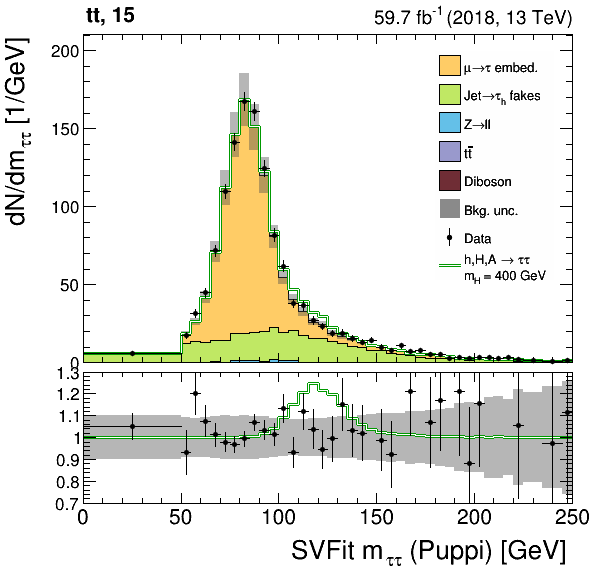 tt, 15
59.7 fb⁻¹ (2018, 13 TeV)
dN/dmττ [1/GeV]
200
150
100
50
0
μ→τ embed.
Jet→τh fakes
Z→ll
tt̄
Diboson
Bkg. unc.
Data
h,H,A → ττ
mH = 400 GeV
1.3
1.2
1.1
1
0.9
0.8
0.7
0 50 100 150 200 250
SVFit mττ (Puppi) [GeV]